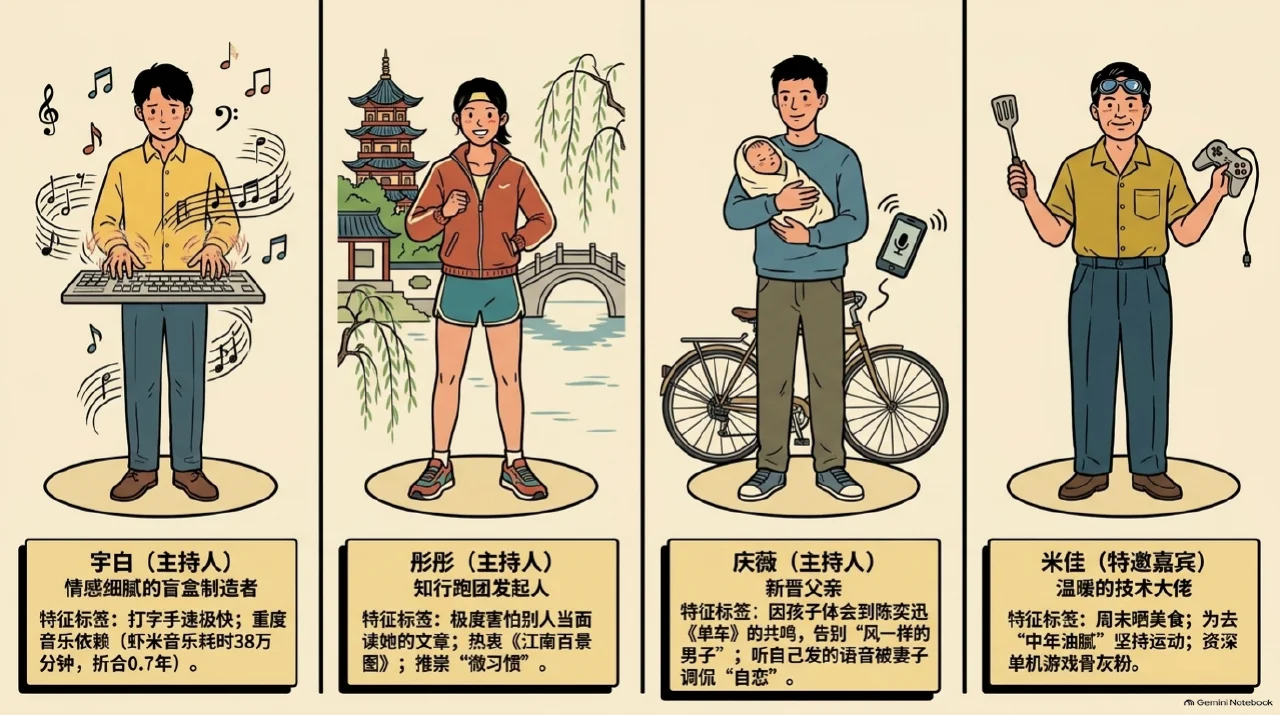 宇白（主持人）
情感细腻的盲盒制造者
特征标签：打字手速极快；重度
音乐依赖（虾米音乐耗时38万
分钟，折合0.7年）。
彤彤（主持人）
知行跑团发起人
特征标签：极度害怕别人当面
读她的文章；热衷《江南百景
图》；推崇“微习惯”。
庆薇（主持人）
新晋父亲
特征标签：因孩子体会到陈奕迅
《单车》的共鸣，告别“风一样的
男子”；听自己发的语音被妻子
调侃“自恋”。
米佳（特邀嘉宾）
温暖的技术大佬
特征标签：周末晒美食；为去
“中年油腻”坚持运动；资深
单机游戏骨灰粉。
Gemini Notebook